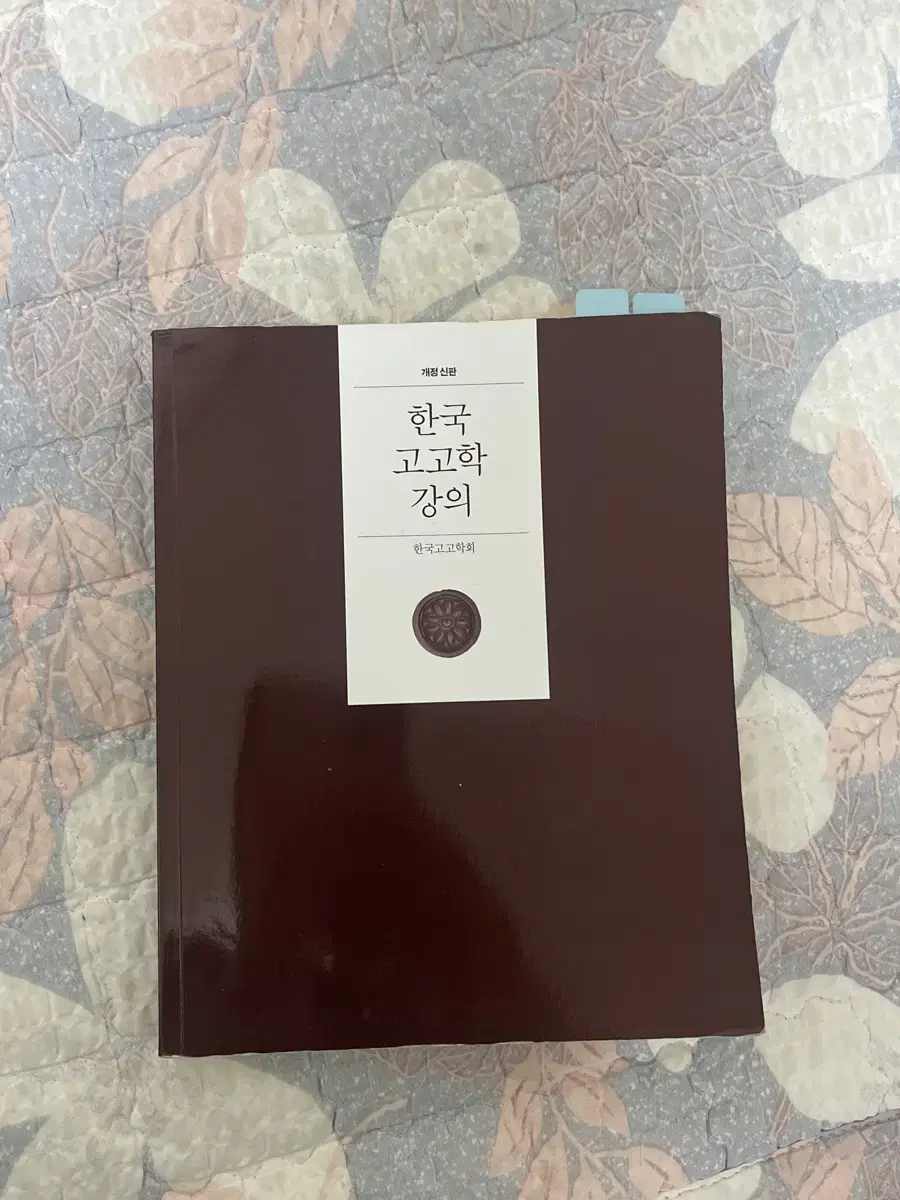 개정 신판
한국
고고학
강의
한국고고학회